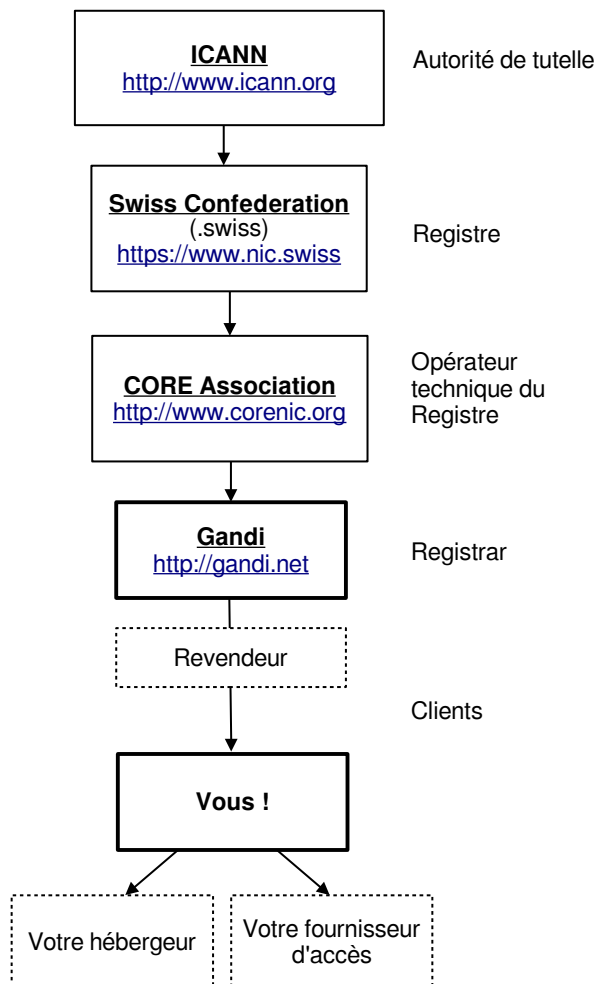 ICANN
http://www.icann.org
Autorité de tutelle
Swiss Confederation
(.swiss)
https://www.nic.swiss
Registre
CORE Association
http://www.corenic.org
Opérateur
technique du
Registre
Gandi
http://gandi.net
Registrar
Revendeur
Clients
Vous !
Votre hébergeur
Votre fournisseur
d'accès